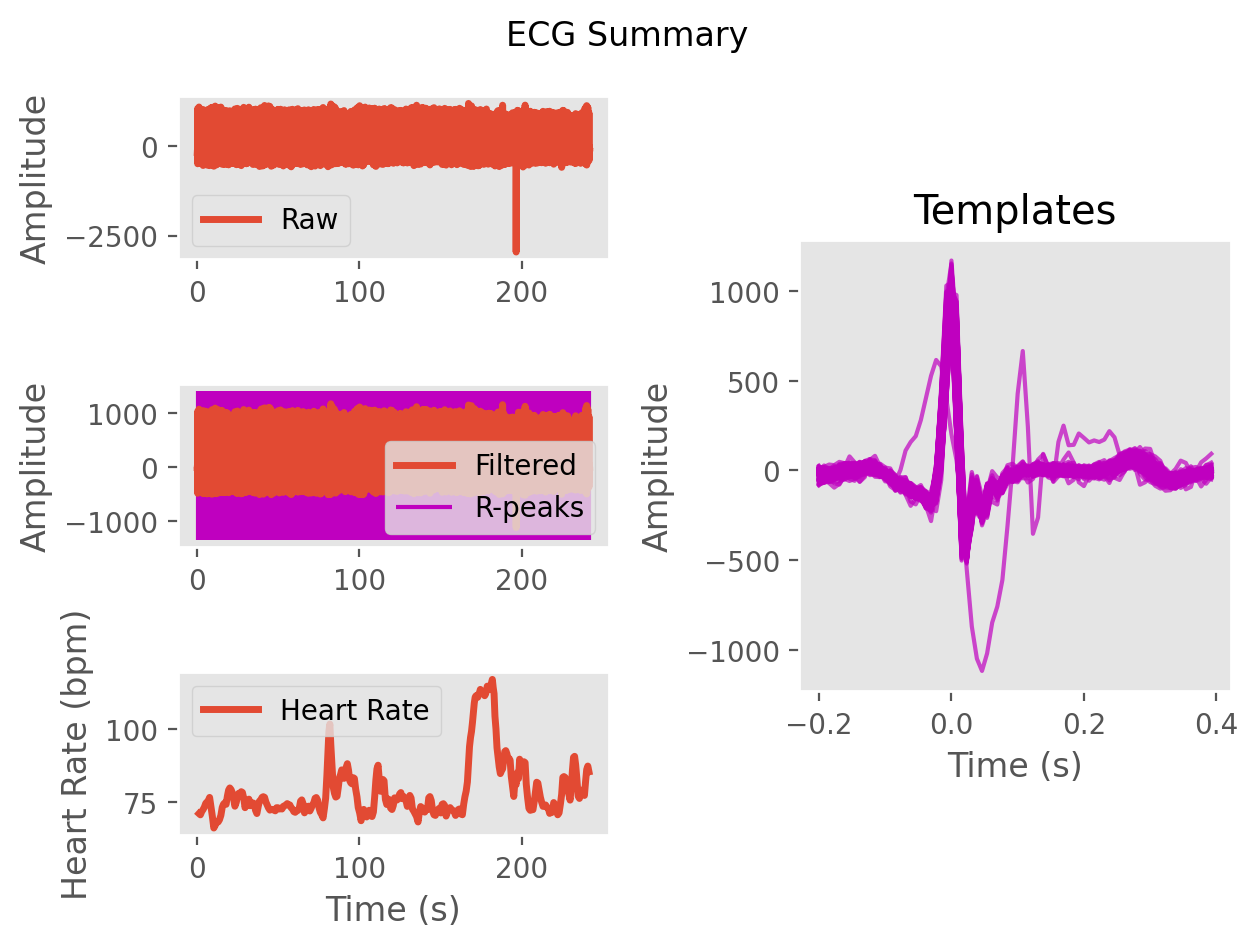 ECG Summary
Amplitude
0
−2500
Raw
0
100
200
Amplitude
1000
0
−1000
Filtered
R-peaks
0
100
200
Heart Rate (bpm)
100
75
Heart Rate
0
100
200
Time (s)
Templates
Amplitude
1000
500
0
−500
−1000
−0.2
0.0
0.2
0.4
Time (s)